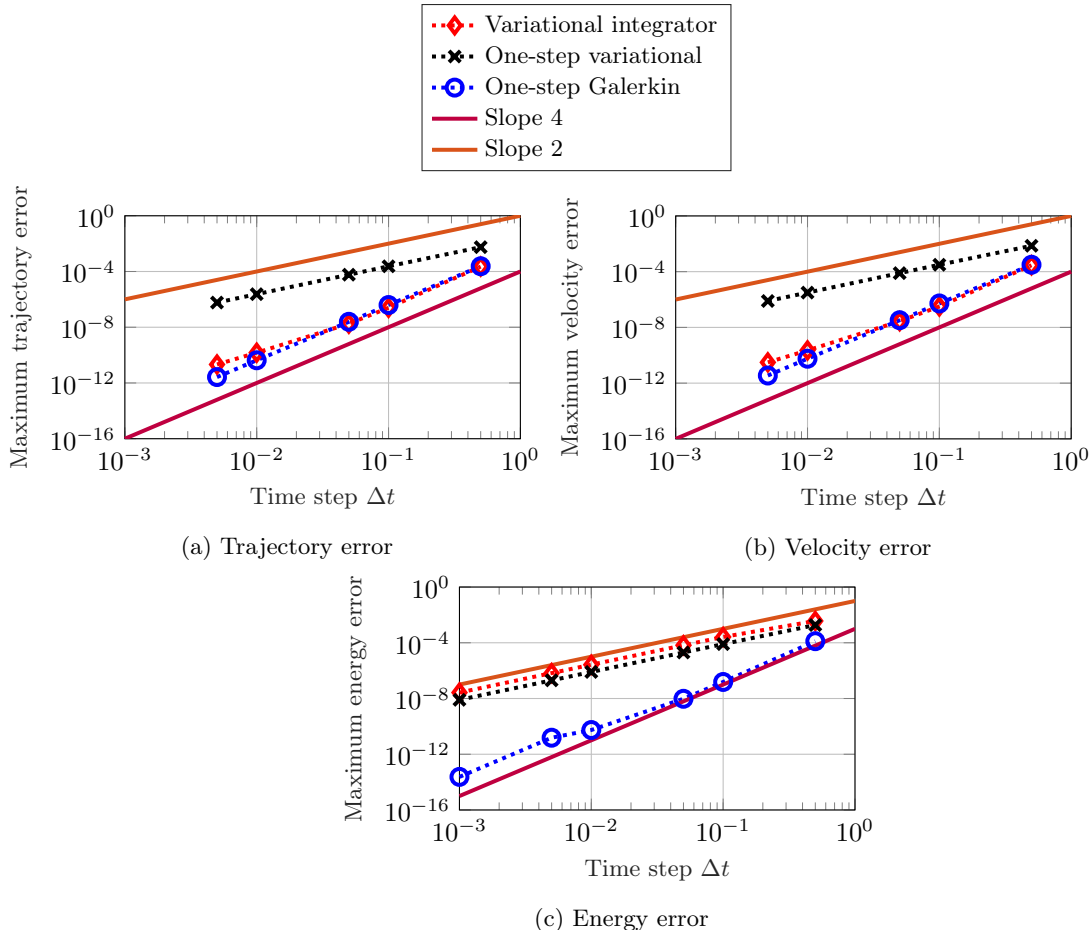 Variational integrator
One-step variational
One-step Galerkin
Slope 4
Slope 2
Maximum trajectory error
10^0
10^−4
10^−8
10^−12
10^−16
10^−3
10^−2
10^−1
10^0
Time step Δt
(a) Trajectory error
Maximum velocity error
10^0
10^−4
10^−8
10^−12
10^−16
10^−3
10^−2
10^−1
10^0
Time step Δt
(b) Velocity error
Maximum energy error
10^0
10^−4
10^−8
10^−12
10^−16
10^−3
10^−2
10^−1
10^0
Time step Δt
(c) Energy error